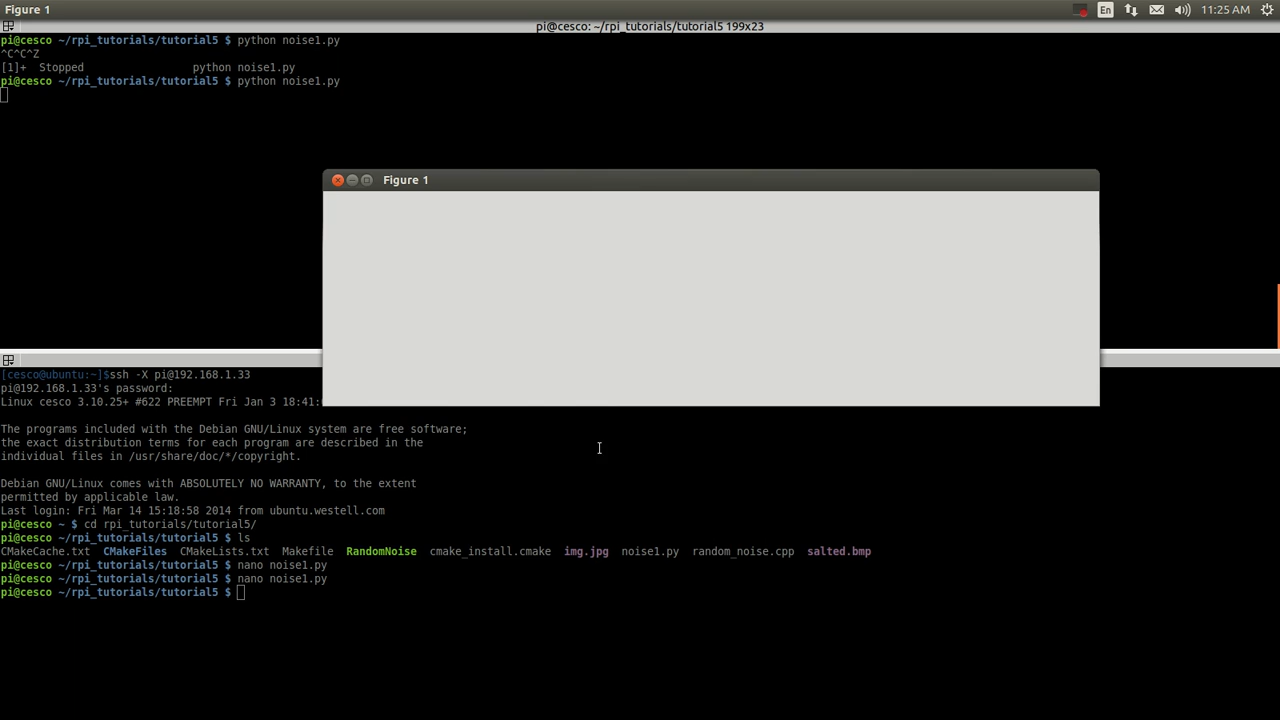 Figure 1
En
11:25 AM
pi@cesco: ~/rpi_tutorials/tutorial5 199x23
pi@cesco ~/rpi_tutorials/tutorial5 $ python noise1.py
^C^C^Z
[1]+  Stopped                 python noise1.py
pi@cesco ~/rpi_tutorials/tutorial5 $ python noise1.py
Figure 1
[cesco@ubuntu:~]$ssh -X pi@192.168.1.33
pi@192.168.1.33's password:
Linux cesco 3.10.25+ #622 PREEMPT Fri Jan 3 18:41:
The programs included with the Debian GNU/Linux system are free software;
the exact distribution terms for each program are described in the
individual files in /usr/share/doc/*/copyright.
Debian GNU/Linux comes with ABSOLUTELY NO WARRANTY, to the extent
permitted by applicable law.
Last login: Fri Mar 14 15:18:58 2014 from ubuntu.westell.com
pi@cesco ~ $ cd rpi_tutorials/tutorial5/
pi@cesco ~/rpi_tutorials/tutorial5 $ ls
CMakeCache.txt  CMakeFiles  CMakeLists.txt  Makefile  RandomNoise  cmake_install.cmake  img.jpg  noise1.py  random_noise.cpp  salted.bmp
pi@cesco ~/rpi_tutorials/tutorial5 $ nano noise1.py
pi@cesco ~/rpi_tutorials/tutorial5 $ nano noise1.py
pi@cesco ~/rpi_tutorials/tutorial5 $